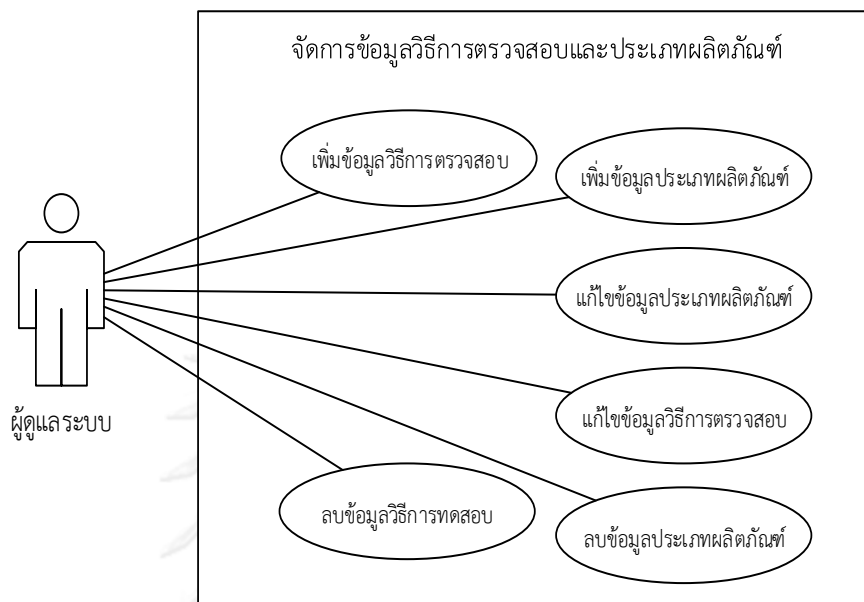 จัดการข้อมูลวิธีการตรวจสอบและประเภทผลิตภัณฑ์
เพิ่มข้อมูลวิธีการตรวจสอบ
เพิ่มข้อมูลประเภทผลิตภัณฑ์
แก้ไขข้อมูลประเภทผลิตภัณฑ์
แก้ไขข้อมูลวิธีการตรวจสอบ
ผู้ดูแลระบบ
ลบข้อมูลวิธีการทดสอบ
ลบข้อมูลประเภทผลิตภัณฑ์